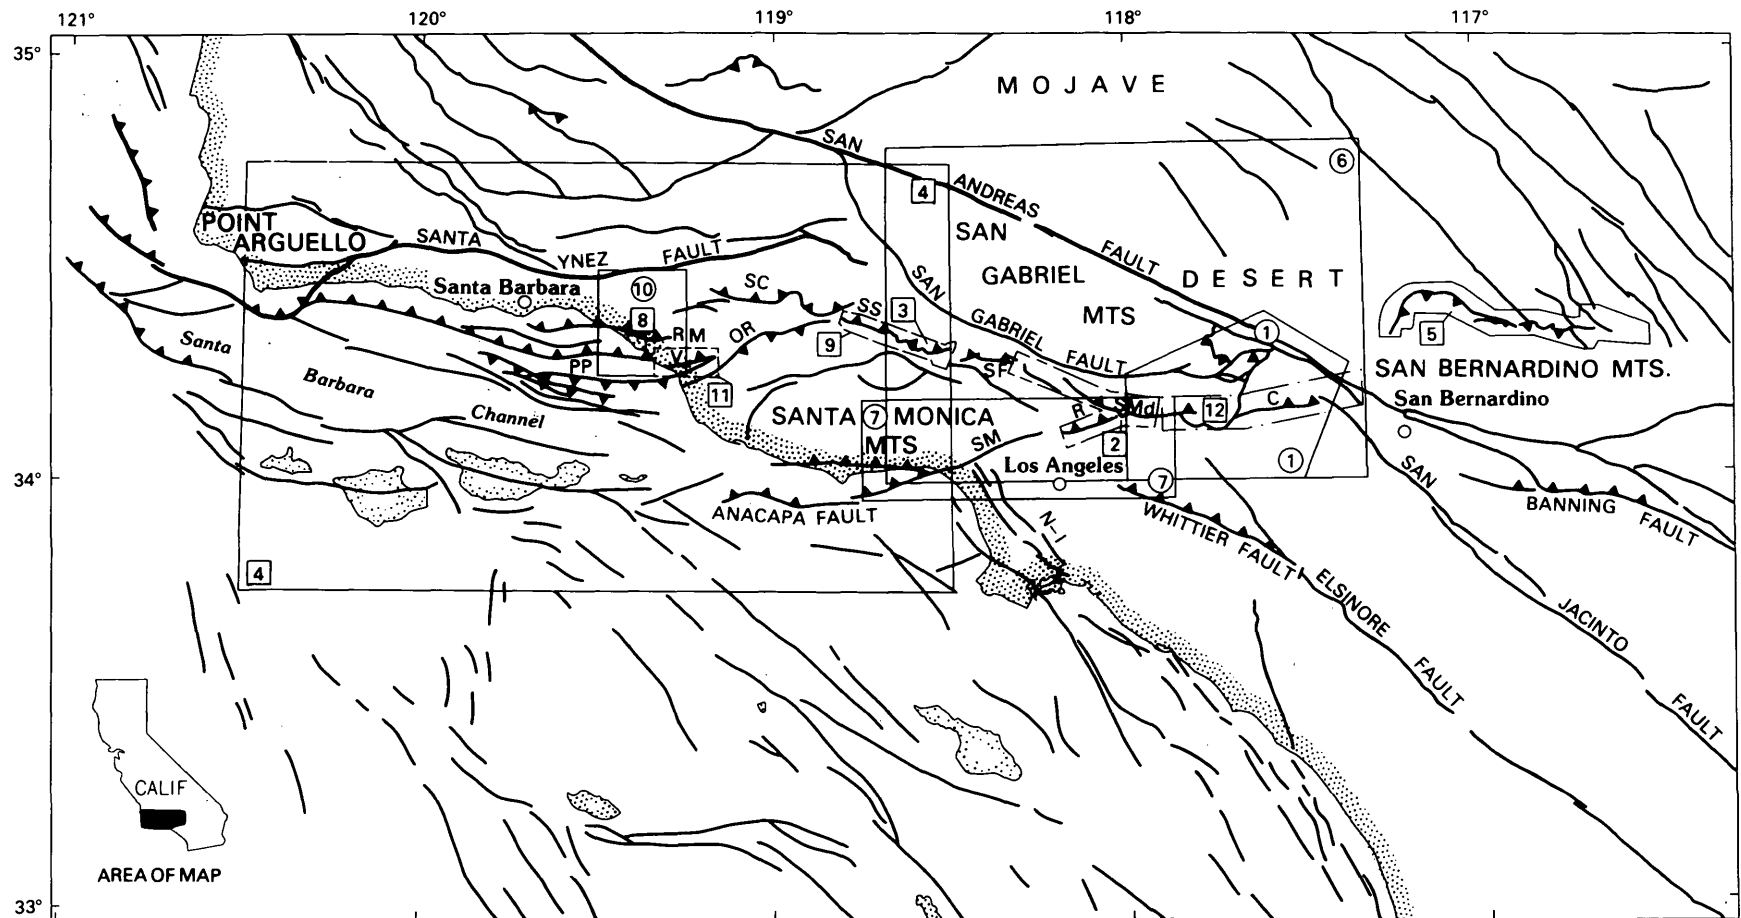 121° 120° 119° 118° 117°
35°
34°
33°
MOJAVE
DESERT
SAN ANDREAS FAULT
SAN
GABRIEL
MTS
SAN GABRIEL FAULT
POINT
ARGUELLO
SANTA YNEZ FAULT
Santa Barbara
Santa Barbara Channel
SC
SS
OR
RM
V
PP
SF
R
SMd
C
SM
N-I
SANTA MONICA
MTS
Los Angeles
ANACAPA FAULT
WHITTIER FAULT
ELSINORE FAULT
SAN JACINTO FAULT
BANNING FAULT
SAN BERNARDINO MTS.
San Bernardino
6
4
10
8
3
9
5
1
11
7
12
2
1
7
4
CALIF
AREA OF MAP